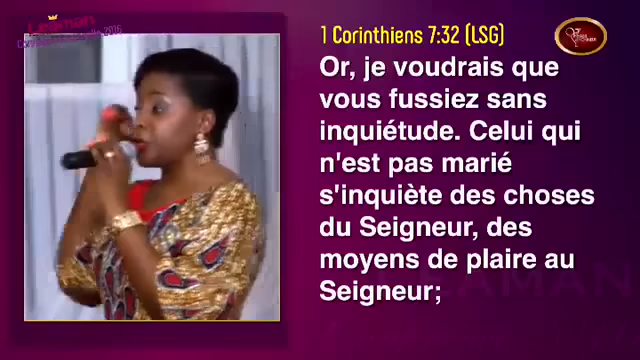 1 Corinthiens 7:32 (LSG)
Or, je voudrais que
vous fussiez sans
inquiétude. Celui qui
n'est pas marié
s'inquiète des choses
du Seigneur, des
moyens de plaire au
Seigneur;